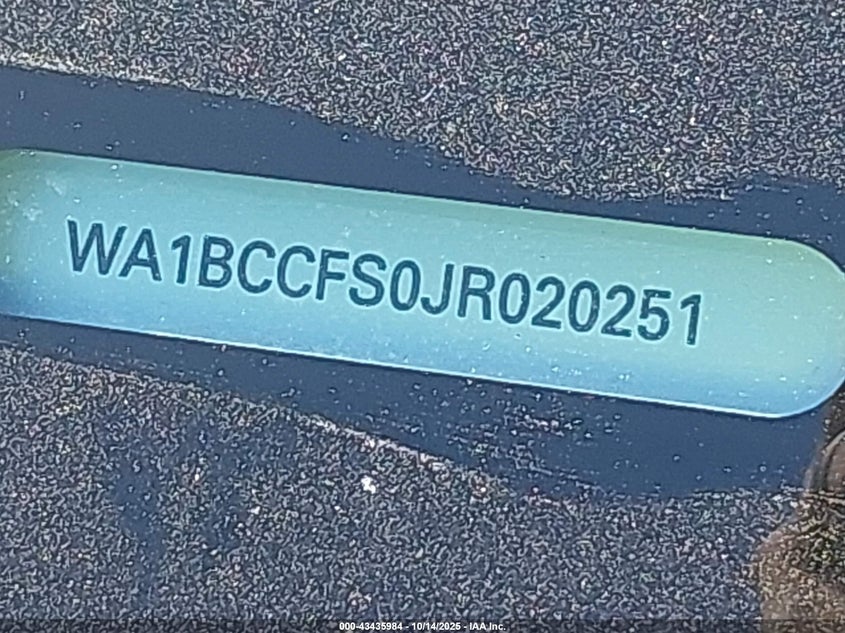 WA1BCCFS0JR020251
000-43435984 - 10/14/2025 - IAA, Inc.